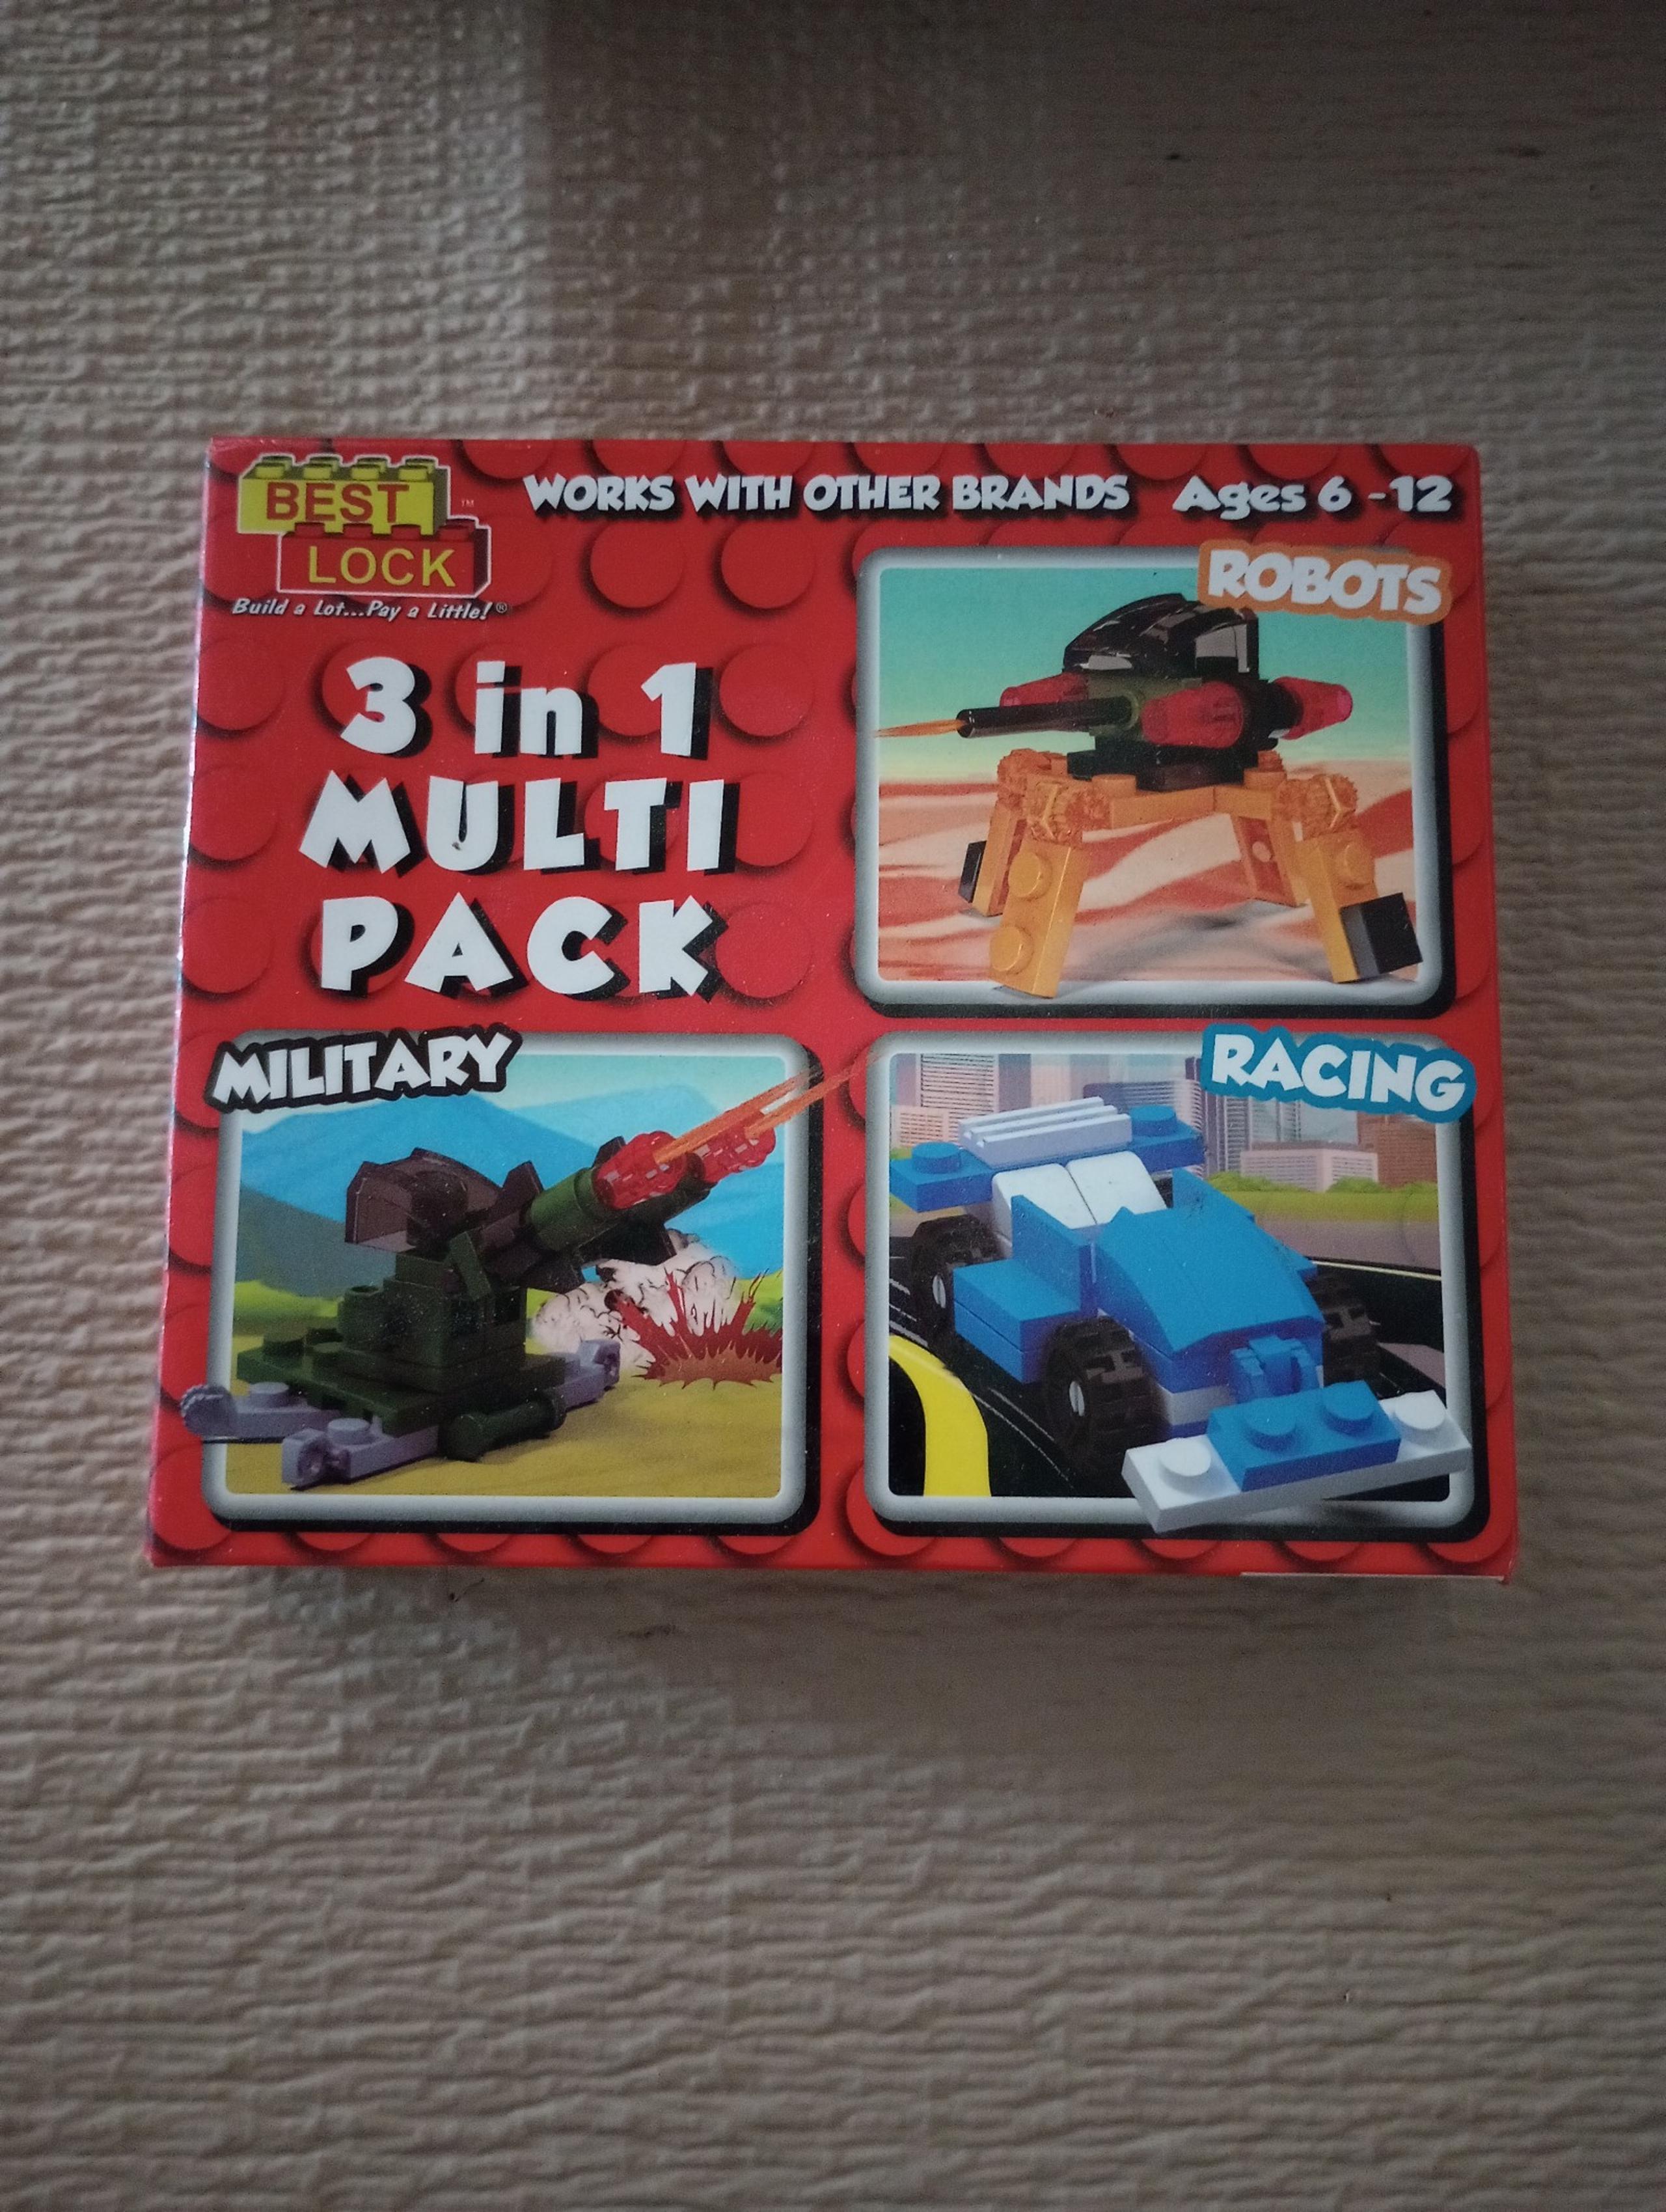 BEST
LOCK™
Build a Lot...Pay a Little!®
WORKS WITH OTHER BRANDS Ages 6 -12
3 in 1
MULTI
PACK
ROBOTS
MILITARY
RACING